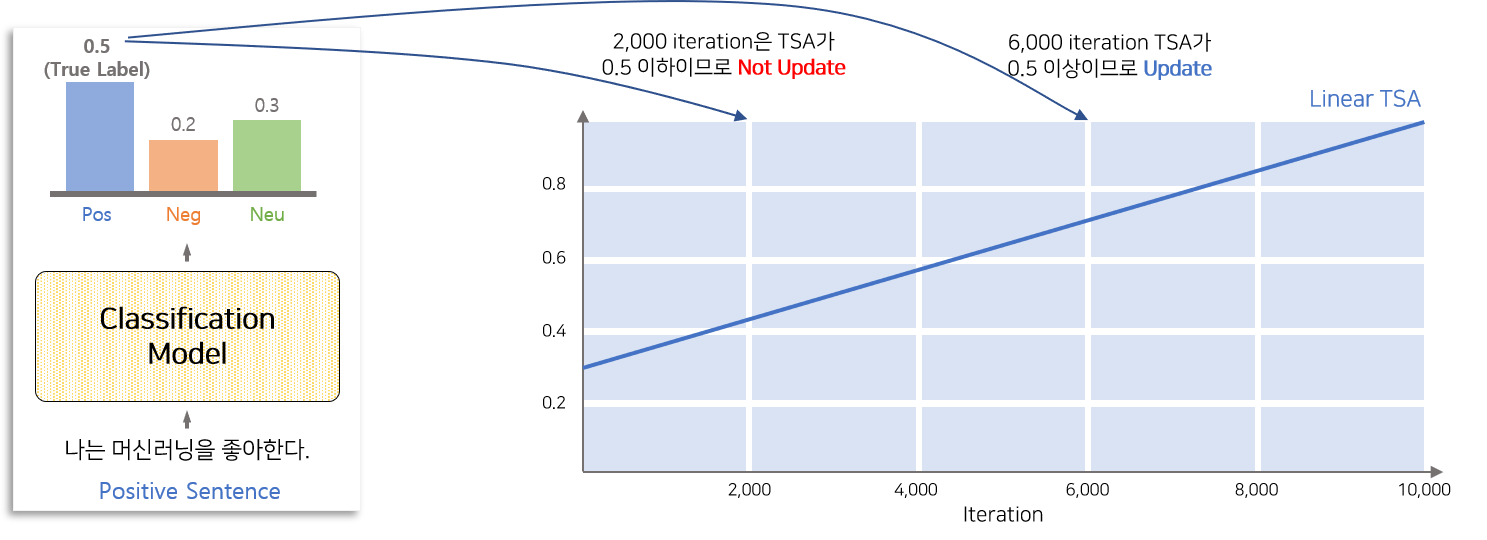 0.5
(True Label)
0.2
0.3
Pos
Neg
Neu
Classification
Model
나는 머신러닝을 좋아한다.
Positive Sentence
2,000 iteration은 TSA가
0.5 이하이므로 Not Update
6,000 iteration TSA가
0.5 이상이므로 Update
Linear TSA
0.8
0.6
0.4
0.2
2,000
4,000
6,000
8,000
10,000
Iteration